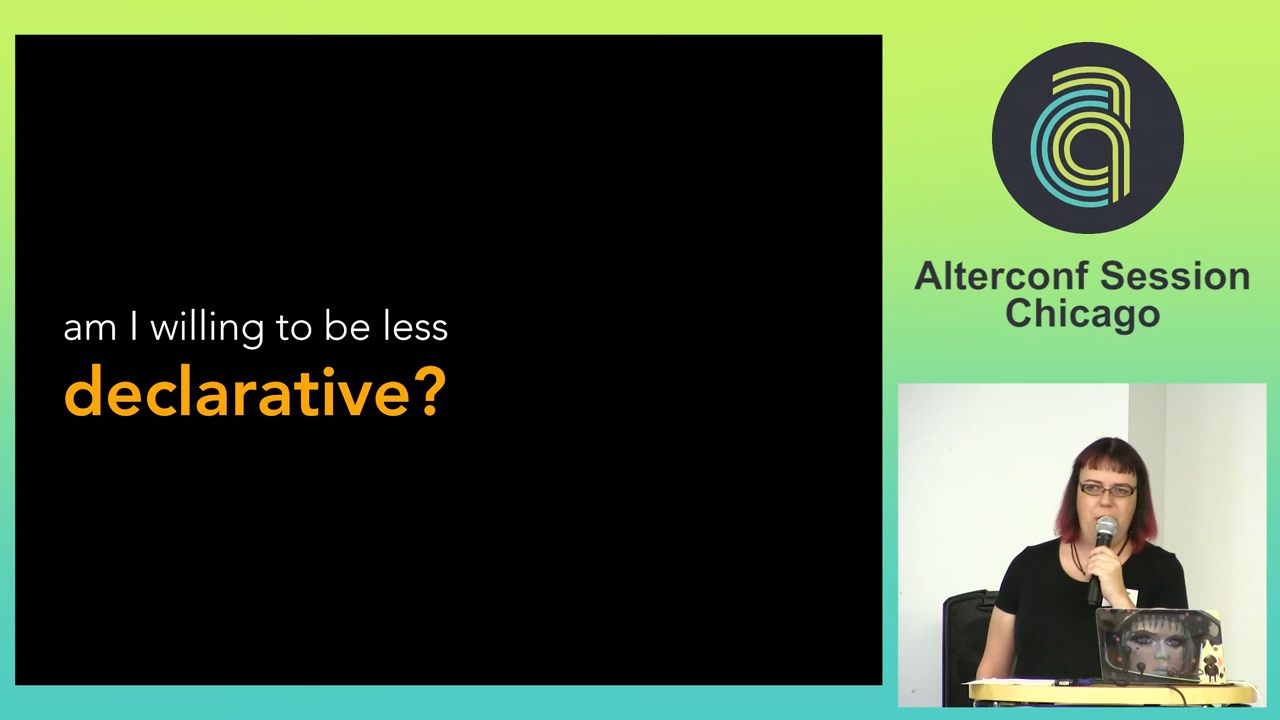 am I willing to be less
declarative?
Alterconf Session
Chicago